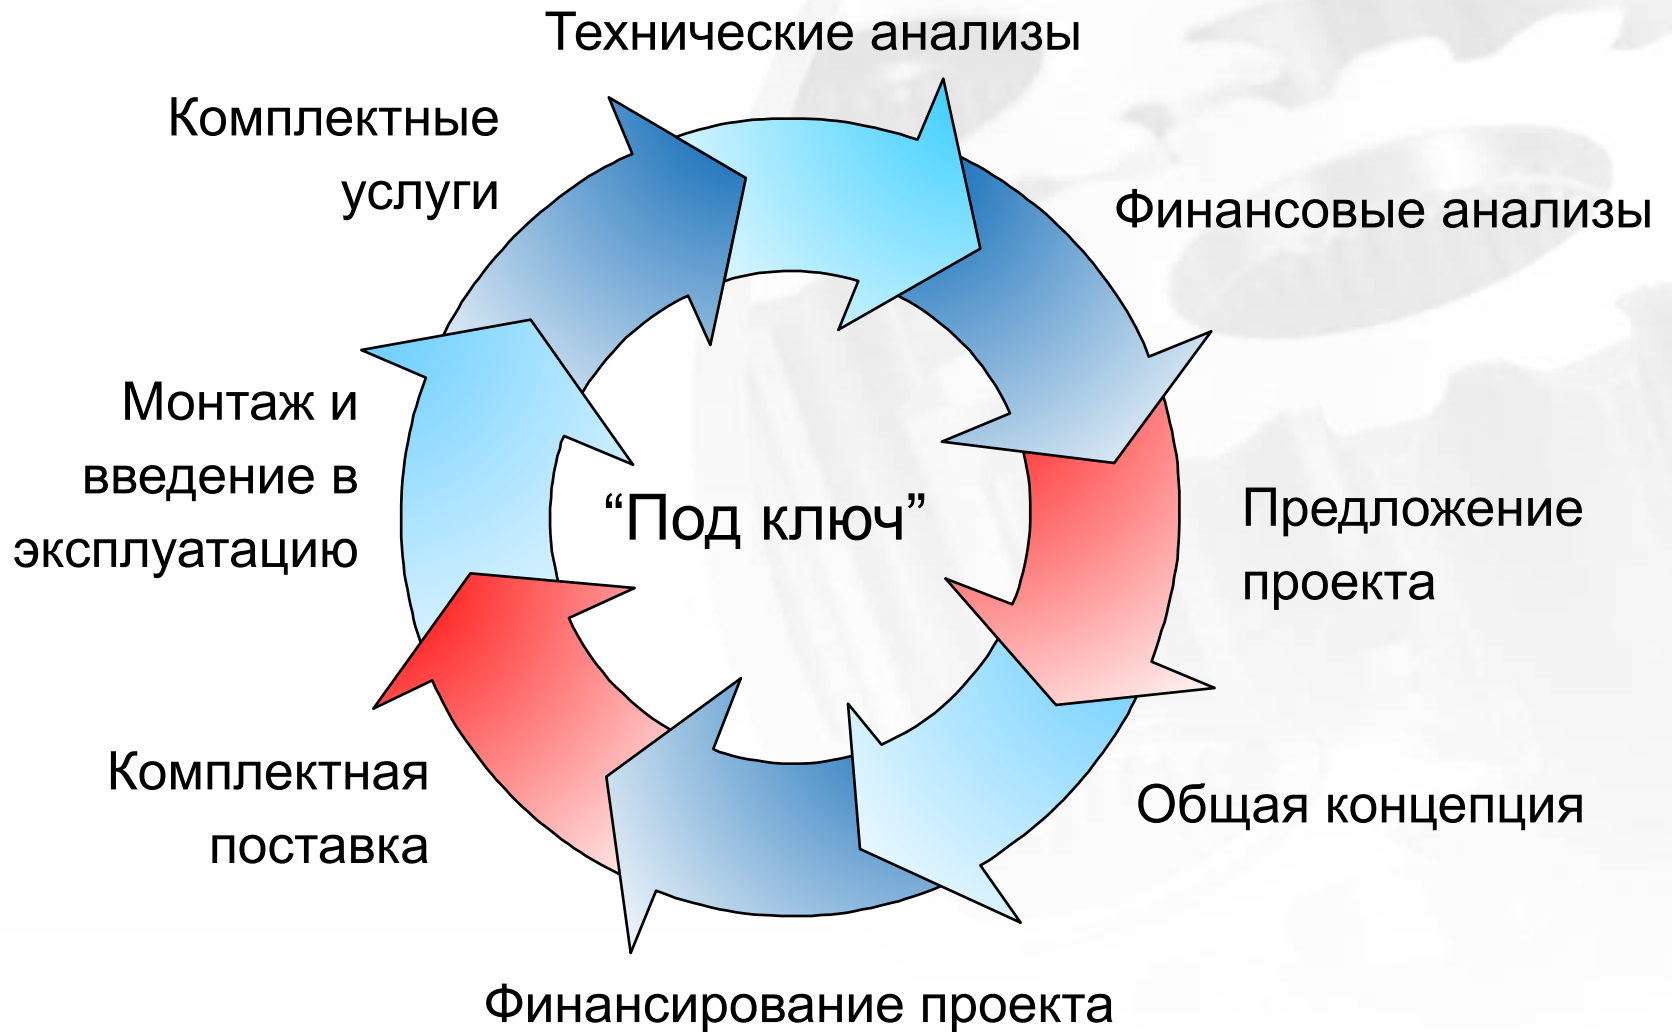 Технические анализы
Комплектные
услуги
Финансовые анализы
Монтаж и
введение в
эксплуатацию
“Под ключ”
Предложение
проекта
Комплектная
поставка
Общая концепция
Финансирование проекта